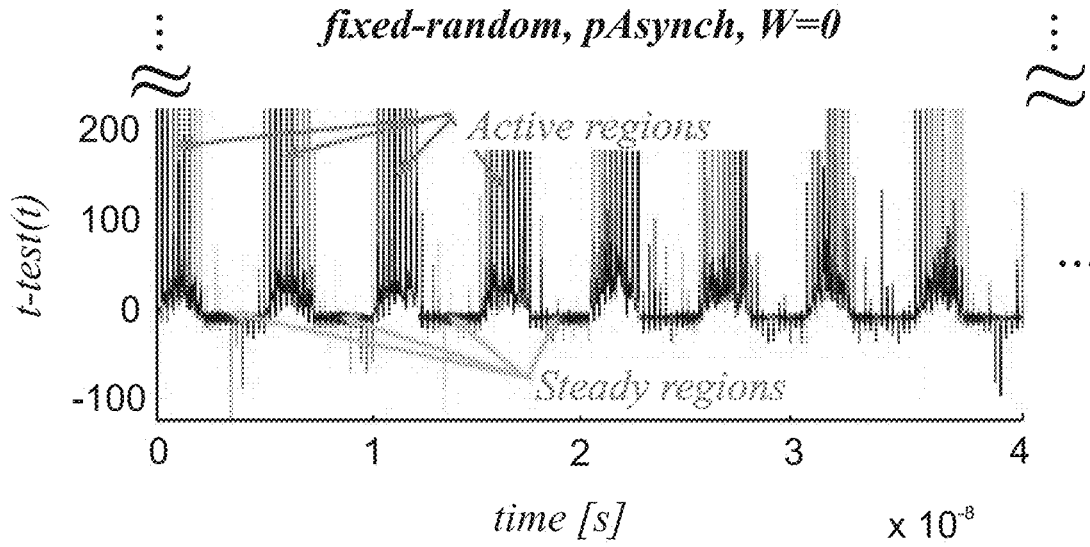 fixed-random, pAsynch, W=0
200
Active regions
100
t-test(t)
0
-100
Steady regions
0 1 2 3 4
time [s]
x 10⁻⁸